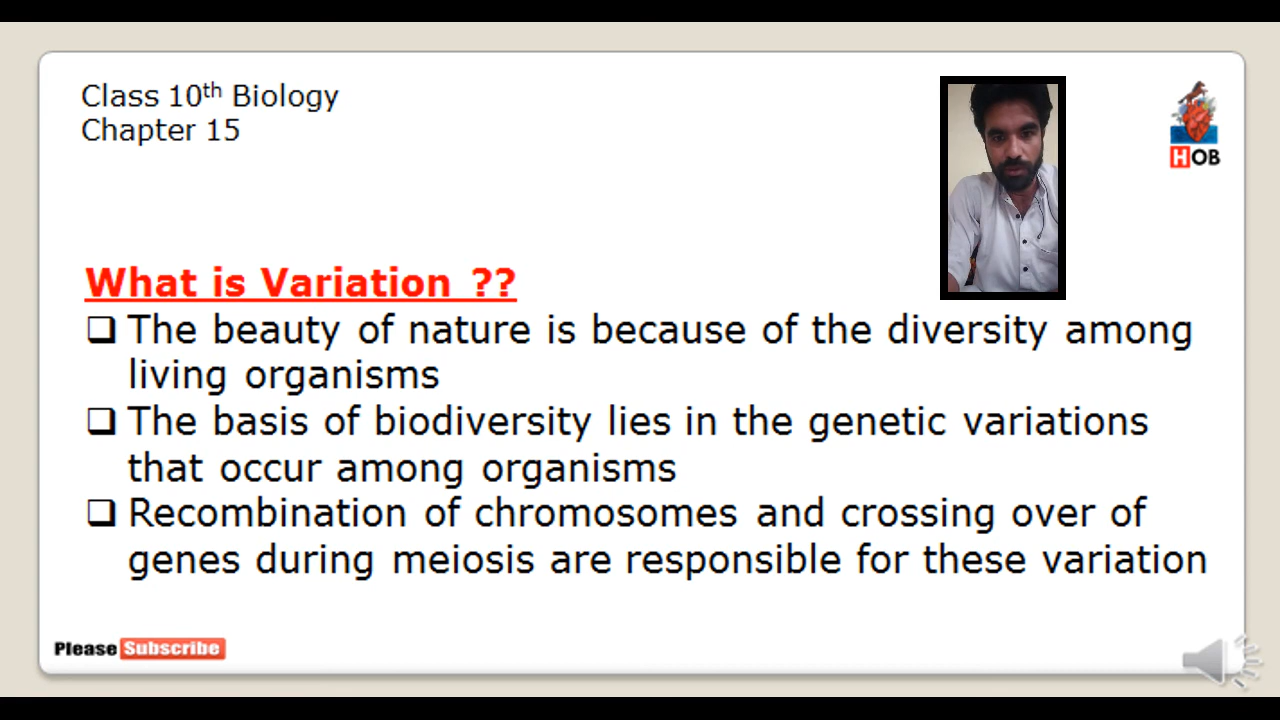 Class 10th Biology
Chapter 15
HOB
What is Variation ??
The beauty of nature is because of the diversity among
living organisms
The basis of biodiversity lies in the genetic variations
that occur among organisms
Recombination of chromosomes and crossing over of
genes during meiosis are responsible for these variation
Please Subscribe